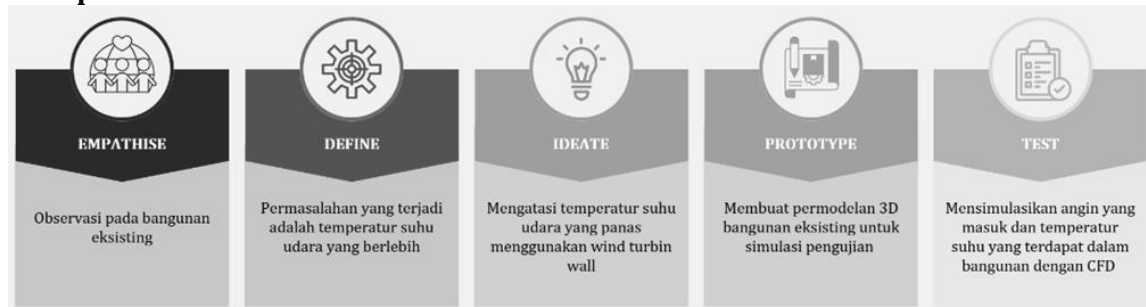 EMPATHISE
Observasi pada bangunan
eksisting
DEFINE
Permasalahan yang terjadi
adalah temperatur suhu
udara yang berlebih
IDEATE
Mengatasi temperatur suhu
udara yang panas
menggunakan wind turbin
wall
PROTOTYPE
Membuat permodelan 3D
bangunan eksisting untuk
simulasi pengujian
TEST
Mensimulasikan angin yang
masuk dan temperatur
suhu yang terdapat dalam
bangunan dengan CFD